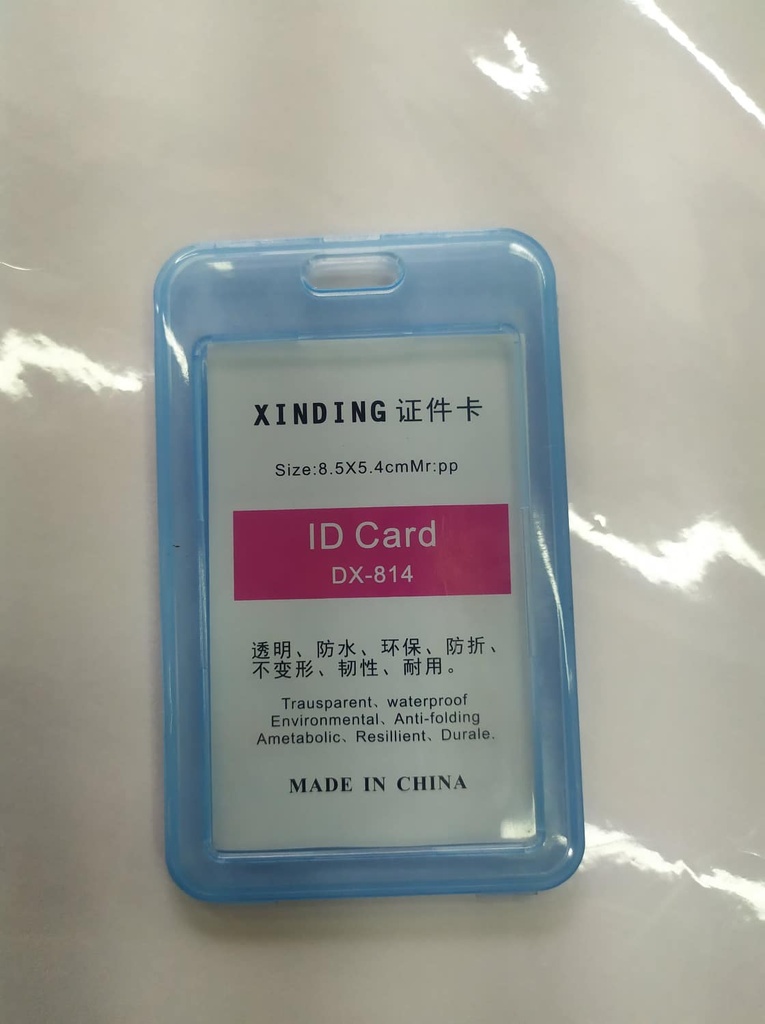 XINDING 证件卡
Size:8.5X5.4cmMr:pp
ID Card
DX-814
透明、防水、环保、防折、
不变形、韧性、耐用。
Trausparent、waterproof
Environmental、Anti-folding
Ametabolic、Resillient、Durale.
MADE IN CHINA